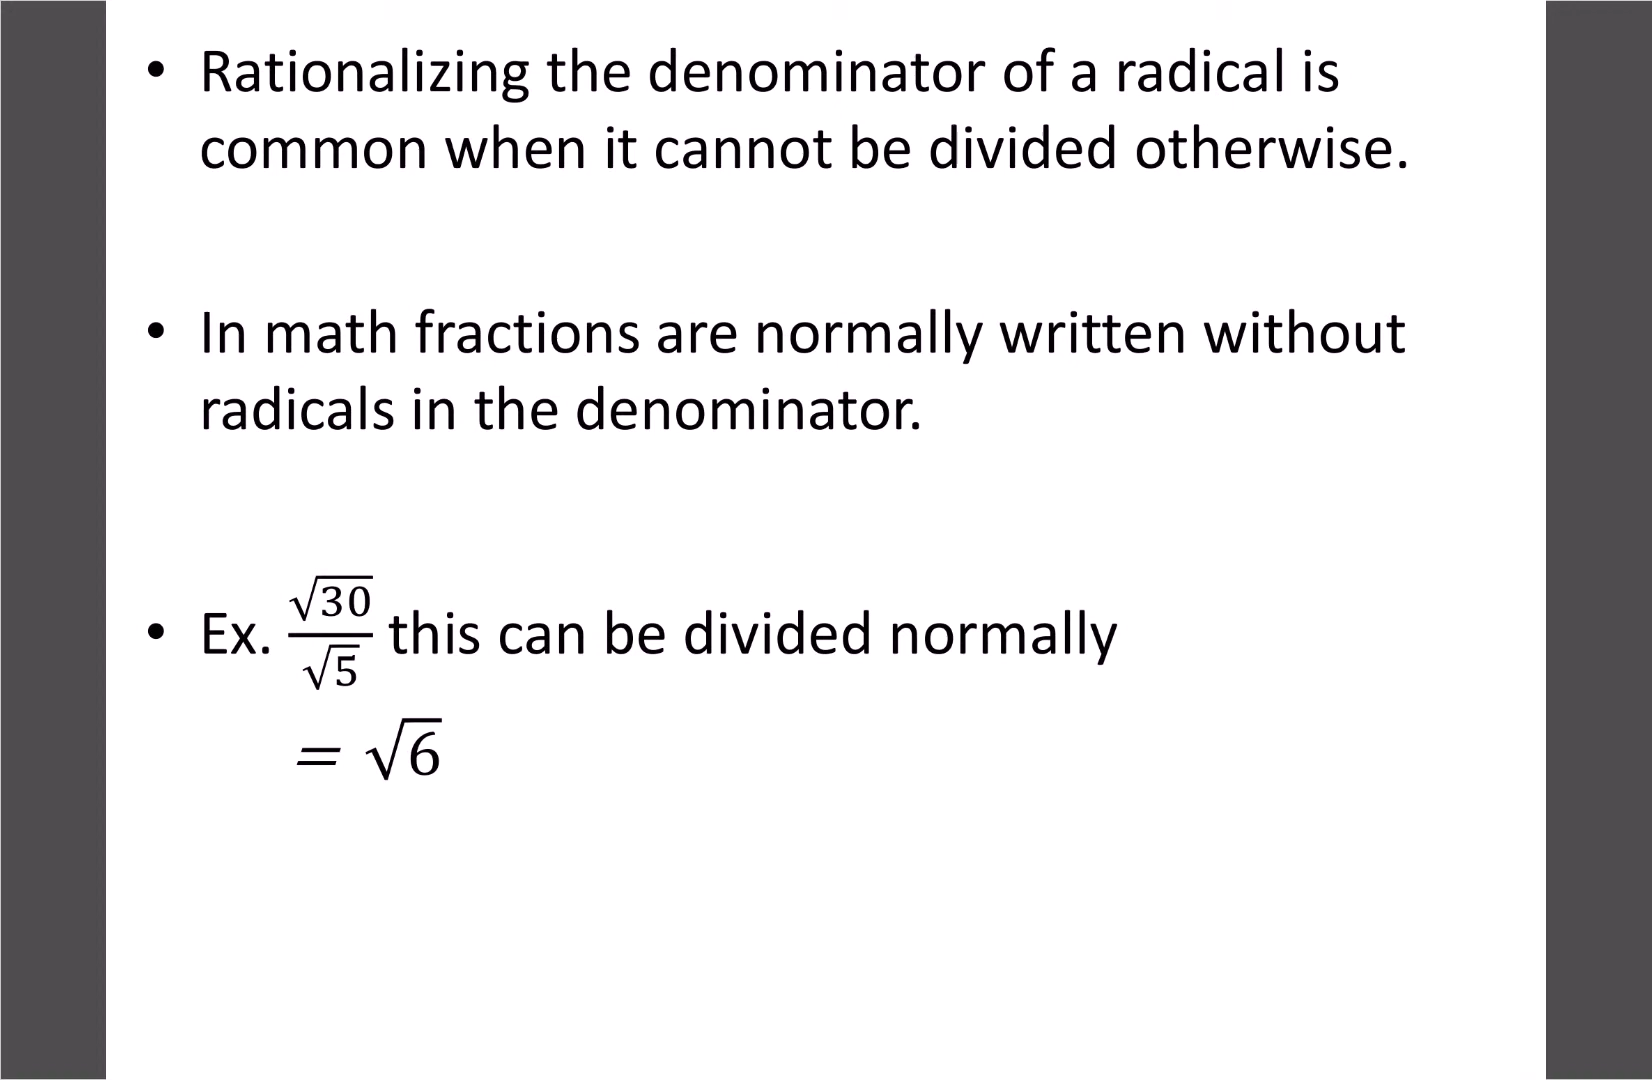 • Rationalizing the denominator of a radical is
common when it cannot be divided otherwise.
• In math fractions are normally written without
radicals in the denominator.
• Ex. √30/√5 this can be divided normally
= √6